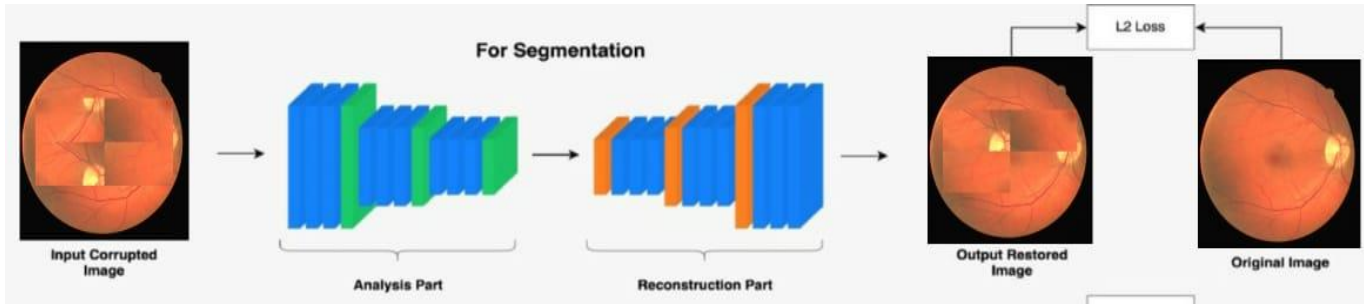 L2 Loss
For Segmentation
Input Corrupted
Image
Analysis Part
Reconstruction Part
Output Restored
Image
Original Image